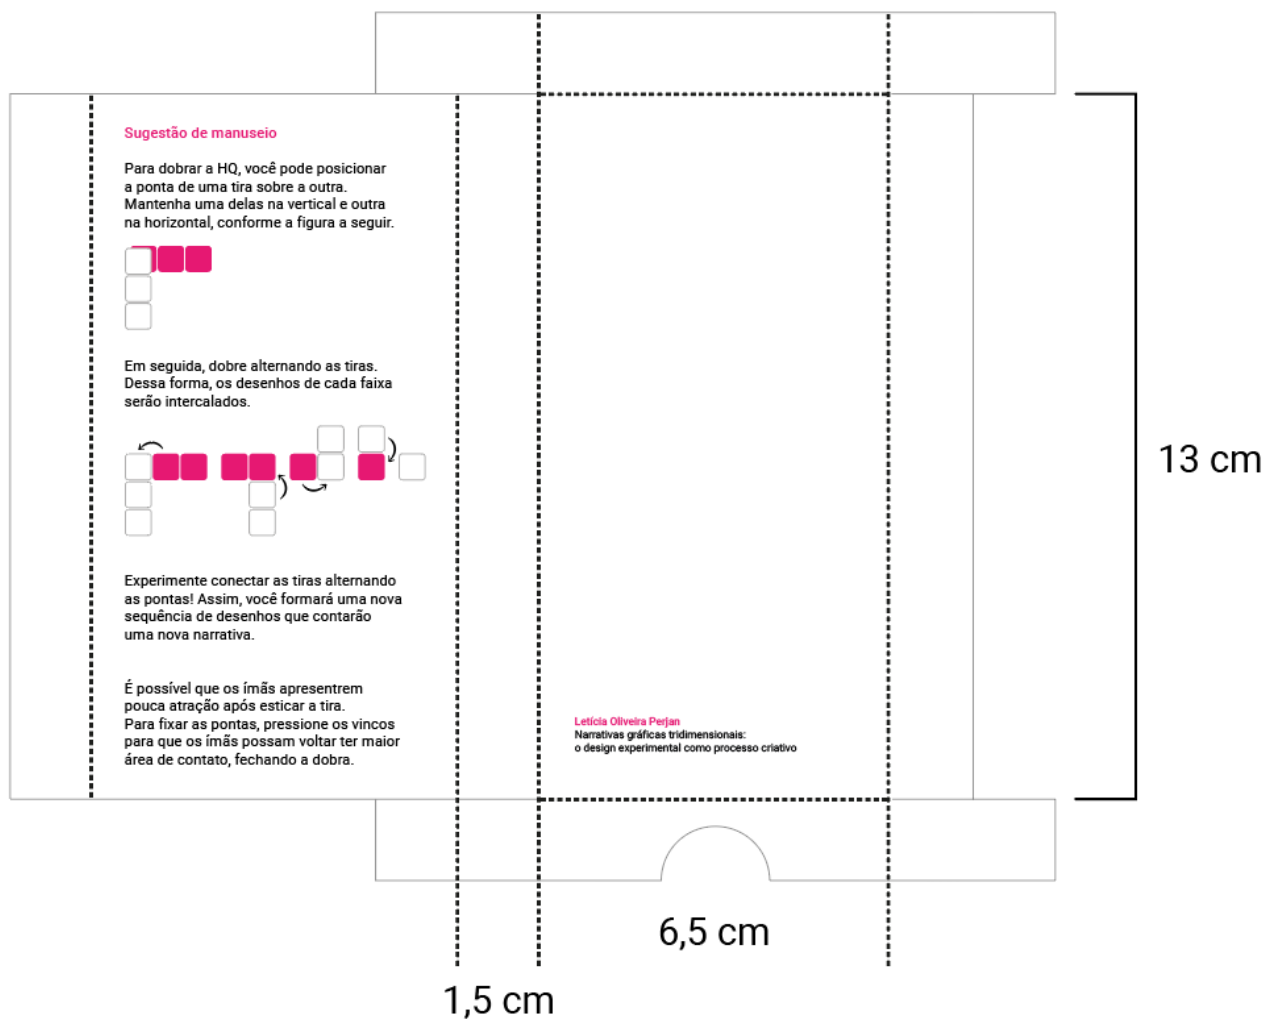 Sugestão de manuseio
Para dobrar a HQ, você pode posicionar
a ponta de uma tira sobre a outra.
Mantenha uma delas na vertical e outra
na horizontal, conforme a figura a seguir.
Em seguida, dobre alternando as tiras.
Dessa forma, os desenhos de cada faixa
serão intercalados.
Experimente conectar as tiras alternando
as pontas! Assim, você formará uma nova
sequência de desenhos que contarão
uma nova narrativa.
É possível que os ímãs apresentrem
pouca atração após esticar a tira.
Para fixar as pontas, pressione os vincos
para que os ímãs possam voltar ter maior
área de contato, fechando a dobra.
Letícia Oliveira Perjan
Narrativas gráficas tridimensionais:
o design experimental como processo criativo
13 cm
6,5 cm
1,5 cm